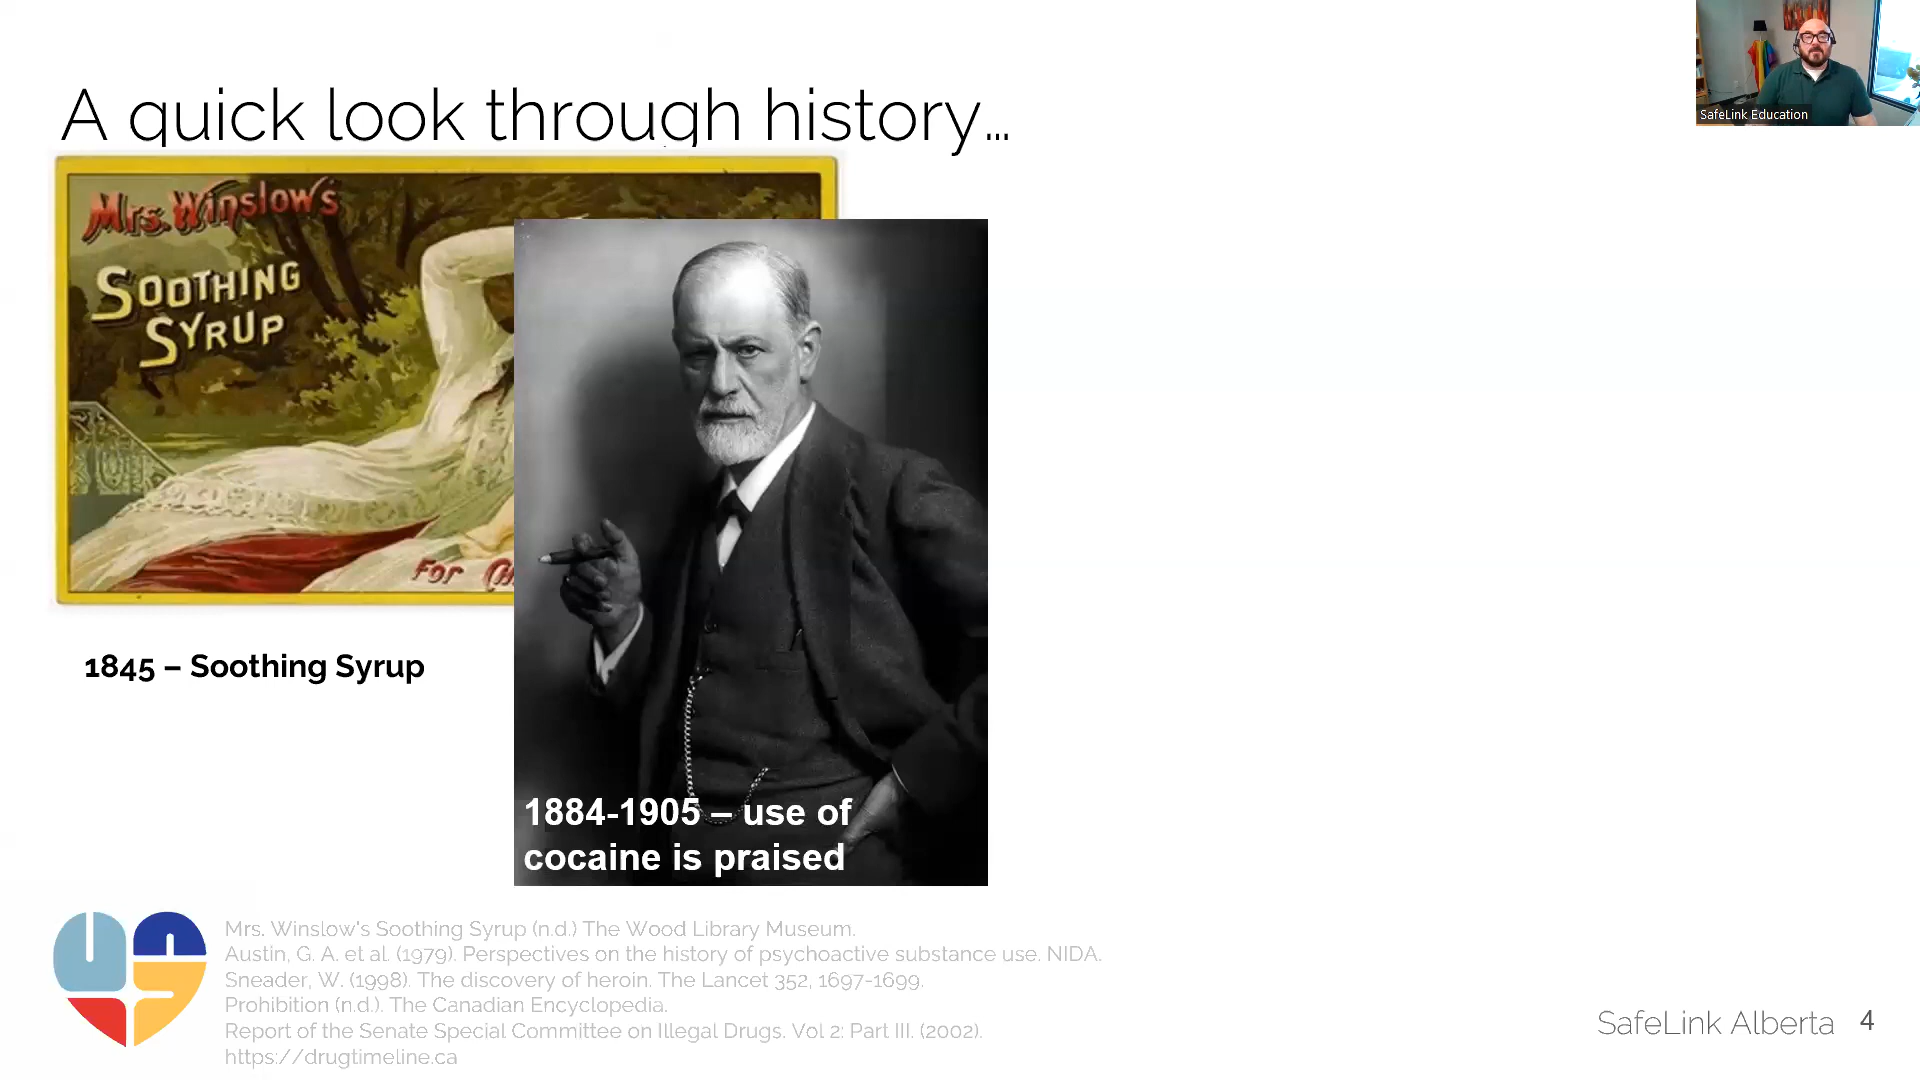 SafeLink Education
A quick look through history...
Mrs. Winslow's
SOOTHING
SYRUP
FOR
1845 – Soothing Syrup
1884-1905 – use of
cocaine is praised
Mrs. Winslow's Soothing Syrup (n.d.) The Wood Library Museum.
Austin, G. A. et al. (1979). Perspectives on the history of psychoactive substance use. NIDA.
Sneader, W. (1998). The discovery of heroin. The Lancet 352, 1697-1699.
Prohibition (n.d.). The Canadian Encyclopedia.
Report of the Senate Special Committee on Illegal Drugs. Vol 2: Part III. (2002).
https://drugtimeline.ca
SafeLink Alberta 4